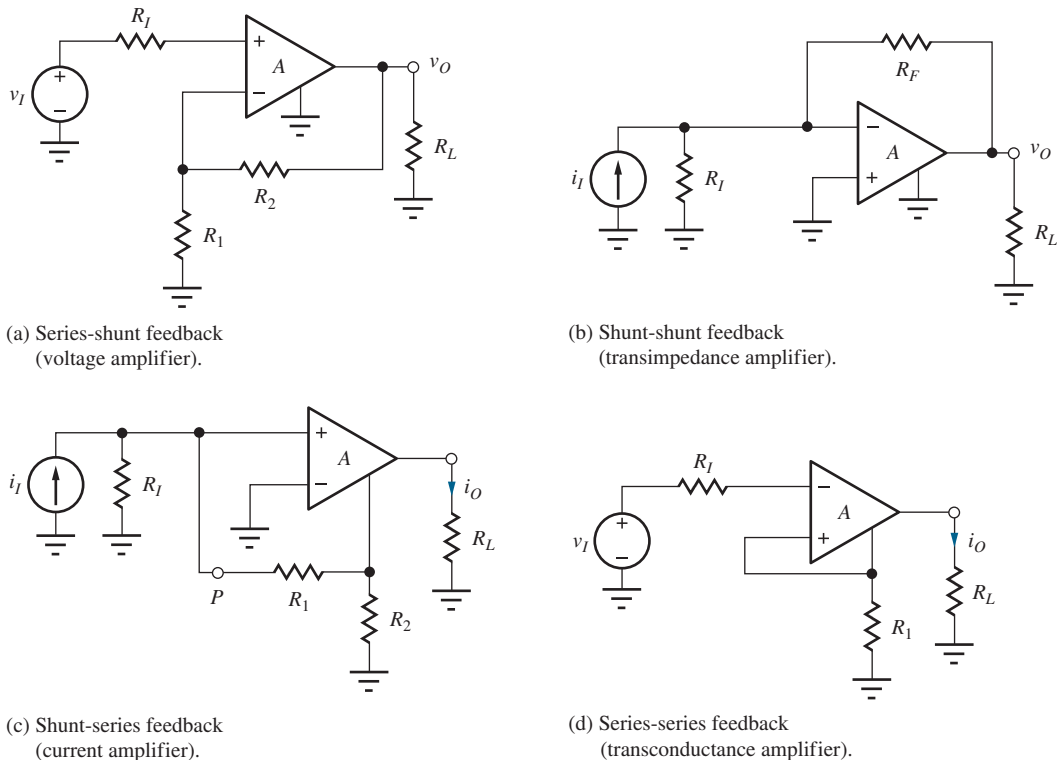 R_I
+
A
−
v_O
v_I
+
−
R_L
R_2
R_1
(a) Series-shunt feedback
(voltage amplifier).
R_F
−
A
+
v_O
i_I
R_I
R_L
(b) Shunt-shunt feedback
(transimpedance amplifier).
+
A
−
i_I
R_I
i_O
R_L
P
R_1
R_2
(c) Shunt-series feedback
(current amplifier).
R_I
−
A
+
v_I
+
−
i_O
R_L
R_1
(d) Series-series feedback
(transconductance amplifier).